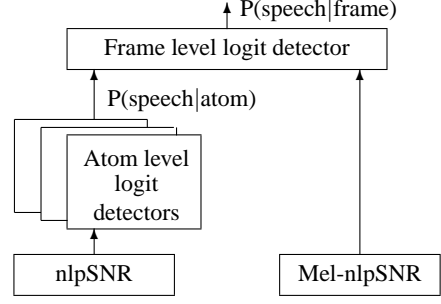 P(speech|frame)
Frame level logit detector
P(speech|atom)
Atom level
logit
detectors
nlpSNR
Mel-nlpSNR